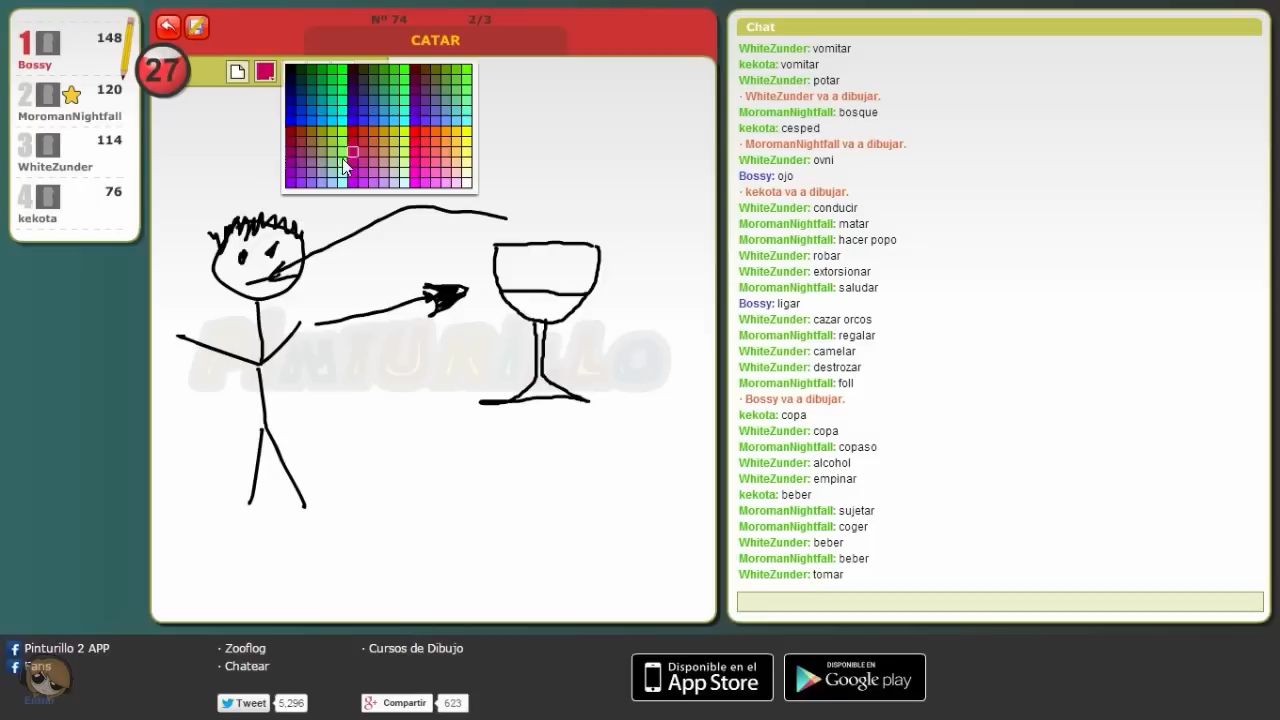 1
148
Bossy
2
120
MoromanNightfall
3
114
WhiteZunder
4
76
kekota
Nº 74
2/3
CATAR
27
PINTURILLO
Chat
WhiteZunder: vomitar
kekota: vomitar
WhiteZunder: potar
· WhiteZunder va a dibujar.
MoromanNightfall: bosque
kekota: cesped
· MoromanNightfall va a dibujar.
WhiteZunder: ovni
Bossy: ojo
· kekota va a dibujar.
WhiteZunder: conducir
MoromanNightfall: matar
MoromanNightfall: hacer popo
WhiteZunder: robar
WhiteZunder: extorsionar
MoromanNightfall: saludar
Bossy: ligar
WhiteZunder: cazar orcos
MoromanNightfall: regalar
WhiteZunder: camelar
WhiteZunder: destrozar
MoromanNightfall: foll
· Bossy va a dibujar.
kekota: copa
WhiteZunder: copa
MoromanNightfall: copaso
WhiteZunder: alcohol
WhiteZunder: empinar
kekota: beber
MoromanNightfall: sujetar
MoromanNightfall: coger
WhiteZunder: beber
MoromanNightfall: beber
WhiteZunder: tomar
Pinturillo 2 APP
Fans
· Zooflog
· Chatear
· Cursos de Dibujo
Tweet
5,296
Compartir
623
Disponible en el
App Store
DISPONIBLE EN
Google play